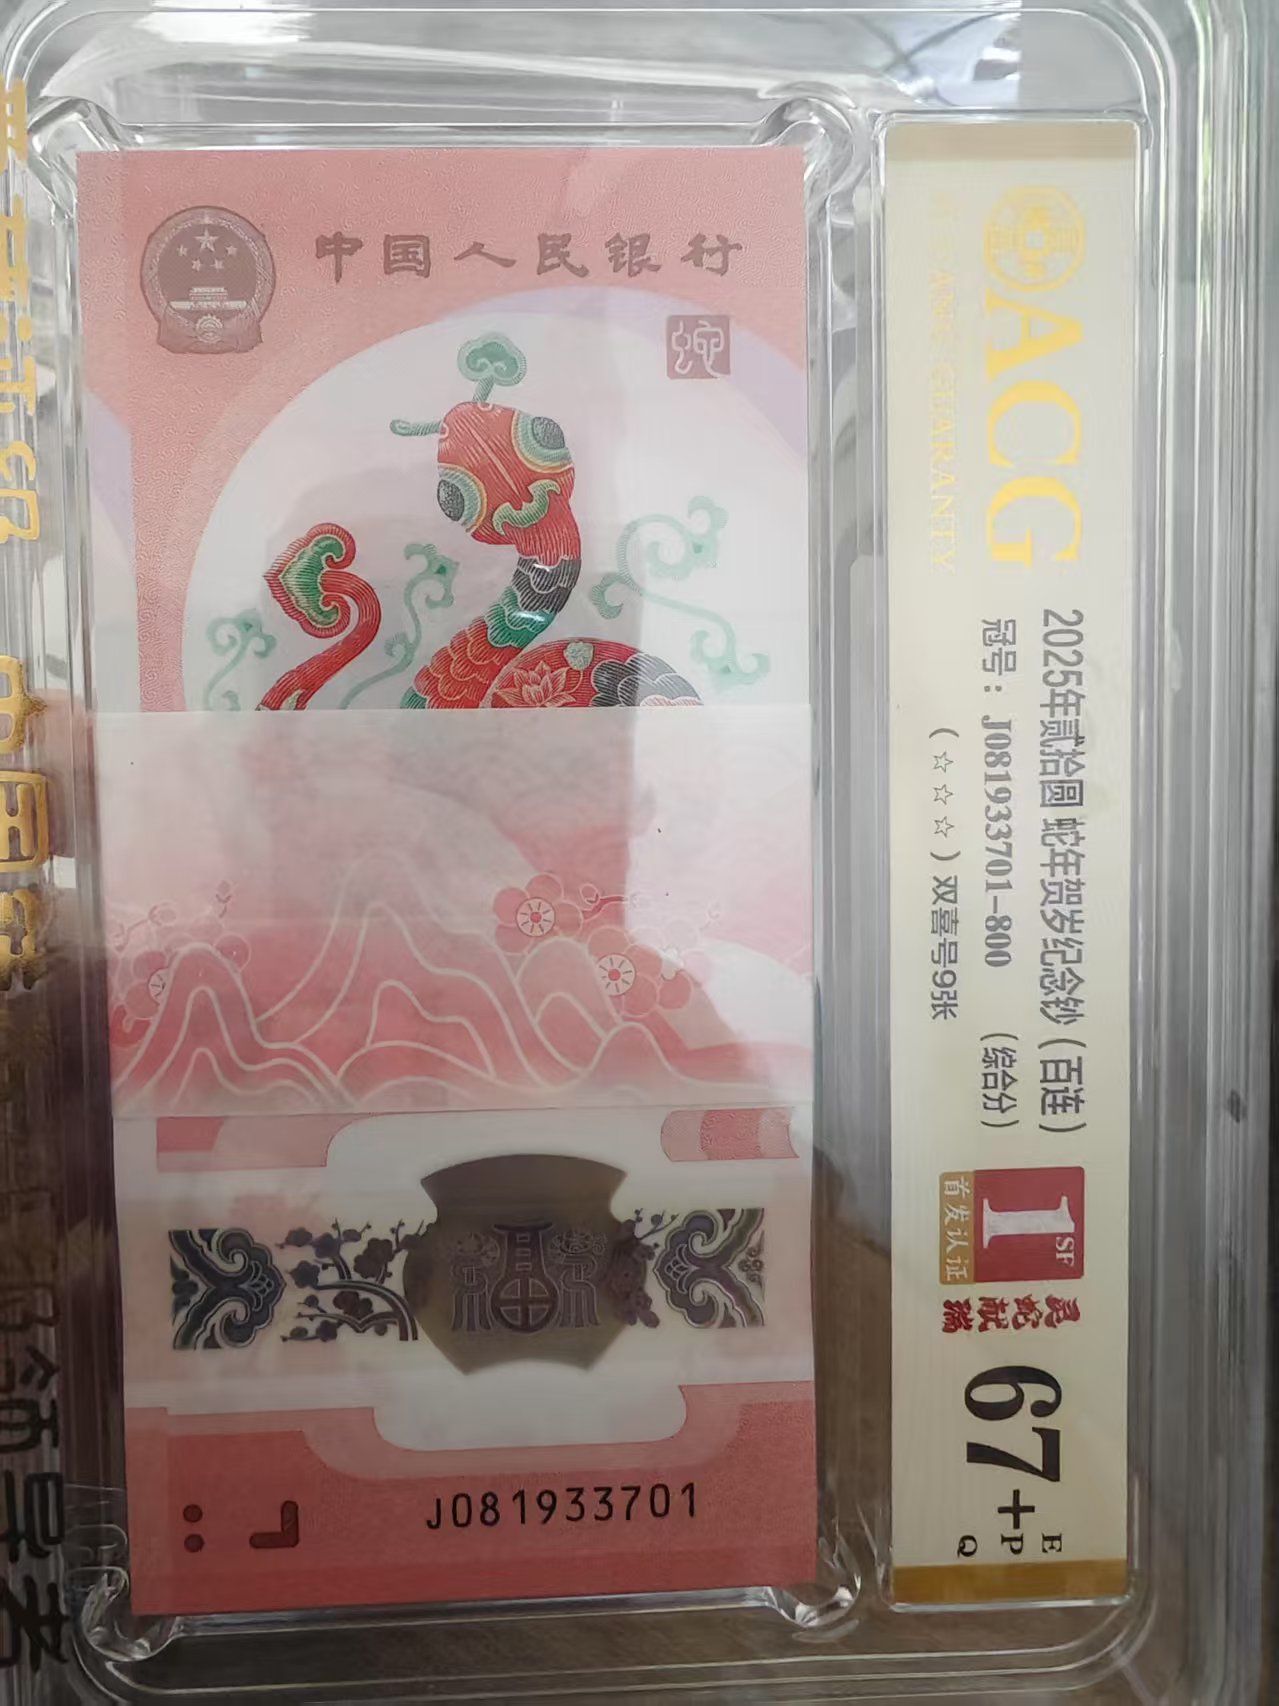 中国人民银行
蛇
J081933701
ACG
GUARANTY
2025年贰拾圆 蛇年贺岁纪念钞（百连）
冠号：J081933701-800 （综合分）
（☆☆☆）双喜号9张
1SF
首发认证
灵蛇献瑞
67+
EPQ